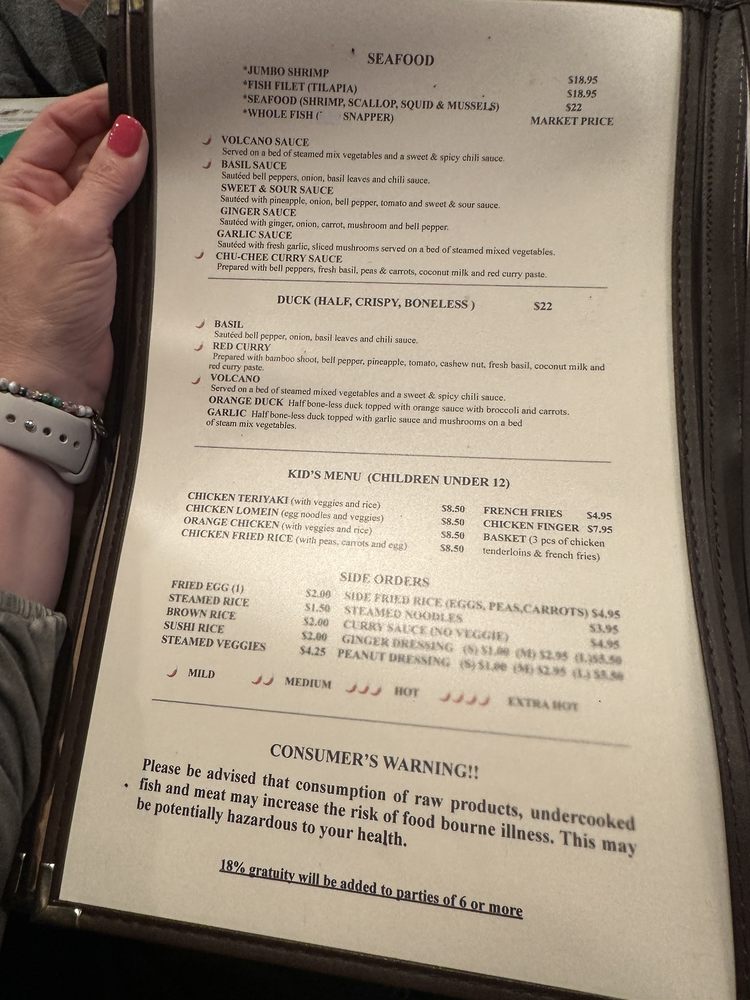 SEAFOOD
*JUMBO SHRIMP $18.95
*FISH FILET (TILAPIA) $18.95
*SEAFOOD (SHRIMP, SCALLOP, SQUID & MUSSELS) $22
*WHOLE FISH ( SNAPPER) MARKET PRICE
VOLCANO SAUCE
Served on a bed of steamed mix vegetables and a sweet & spicy chili sauce.
BASIL SAUCE
Sautéed bell peppers, onion, basil leaves and chili sauce.
SWEET & SOUR SAUCE
Sautéed with pineapple, onion, bell pepper, tomato and sweet & sour sauce.
GINGER SAUCE
Sautéed with ginger, onion, carrot, mushroom and bell pepper.
GARLIC SAUCE
Sautéed with fresh garlic, sliced mushrooms served on a bed of steamed mixed vegetables.
CHU-CHEE CURRY SAUCE
Prepared with bell peppers, fresh basil, peas & carrots, coconut milk and red curry paste.
DUCK (HALF, CRISPY, BONELESS ) $22
BASIL
Sautéed bell pepper, onion, basil leaves and chili sauce.
RED CURRY
Prepared with bamboo shoot, bell pepper, pineapple, tomato, cashew nut, fresh basil, coconut milk and
red curry paste.
VOLCANO
Served on a bed of steamed mixed vegetables and a sweet & spicy chili sauce.
ORANGE DUCK Half bone-less duck topped with orange sauce with broccoli and carrots.
GARLIC Half bone-less duck topped with garlic sauce and mushrooms on a bed
of steam mix vegetables.
KID'S MENU (CHILDREN UNDER 12)
CHICKEN TERIYAKI (with veggies and rice) $8.50 FRENCH FRIES $4.95
CHICKEN LOMEIN (egg noodles and veggies) $8.50 CHICKEN FINGER $7.95
ORANGE CHICKEN (with veggies and rice) $8.50 BASKET (3 pcs of chicken
CHICKEN FRIED RICE (with peas, carrots and egg) $8.50 tenderloins & french fries)
SIDE ORDERS
FRIED EGG (1) $2.00 SIDE FRIED RICE (EGGS, PEAS,CARROTS) $4.95
STEAMED RICE $1.50 STEAMED NOODLES $3.95
BROWN RICE $2.00 CURRY SAUCE (NO VEGGIE) $4.95
SUSHI RICE $2.00 GINGER DRESSING (S) $1.00 (M) $2.95 (L)$5.50
STEAMED VEGGIES $4.25 PEANUT DRESSING (S) $1.00 (M) $2.95 (L) $5.50
MILD MEDIUM HOT EXTRA HOT
CONSUMER'S WARNING!!
Please be advised that consumption of raw products, undercooked
fish and meat may increase the risk of food bourne illness. This may
be potentially hazardous to your health.
18% gratuity will be added to parties of 6 or more